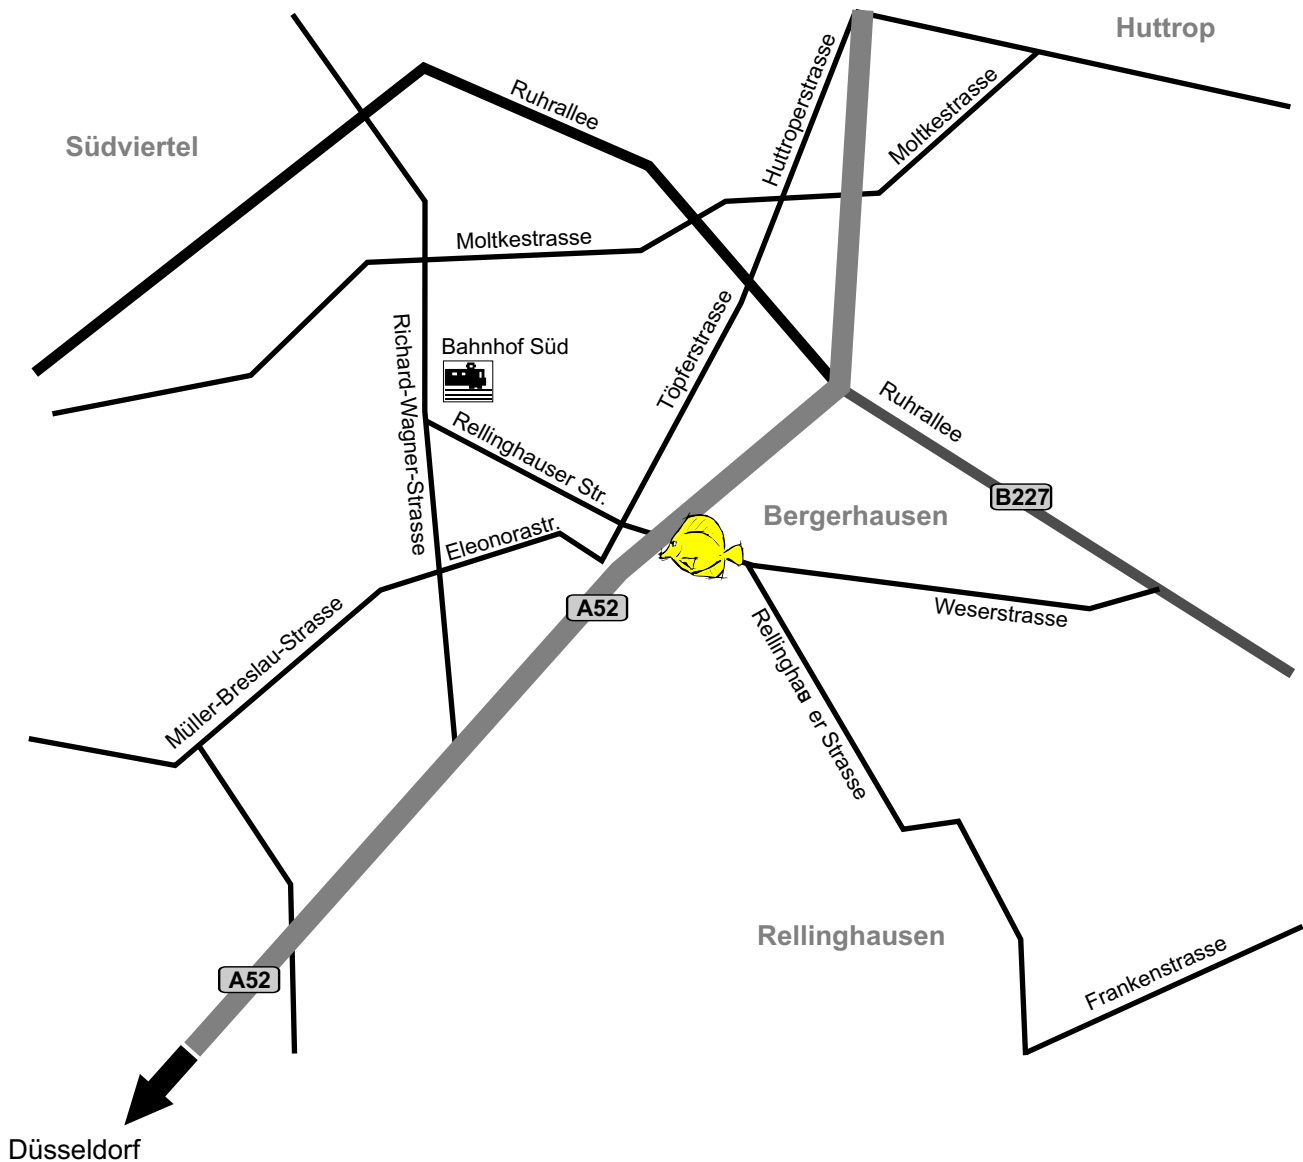 Huttrop
Südviertel
Ruhrallee
Huttroperstrasse
Moltkestrasse
Moltkestrasse
Bahnhof Süd
Richard-Wagner-Strasse
Töpferstrasse
Ruhrallee
Rellinghauser Str.
B227
Bergerhausen
Eleonorastr.
A52
Weserstrasse
Müller-Breslau-Strasse
Rellinghauser Strasse
Rellinghausen
Frankenstrasse
A52
Düsseldorf